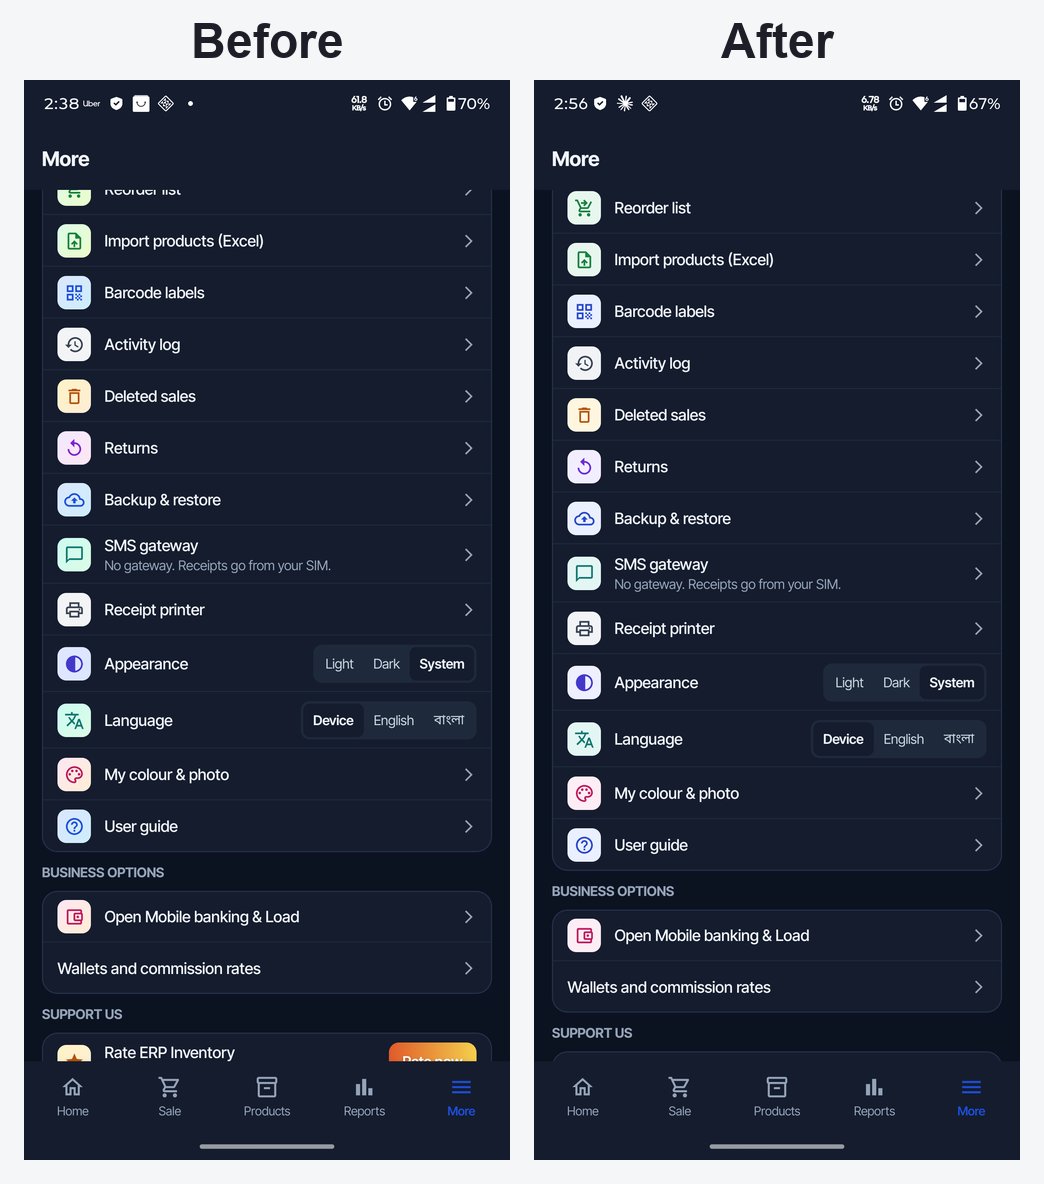 Before
After
2:38 Uber 61.8 KB/s 70%
More
Reorder list
Import products (Excel)
Barcode labels
Activity log
Deleted sales
Returns
Backup & restore
SMS gateway
No gateway. Receipts go from your SIM.
Receipt printer
Appearance Light Dark System
Language Device English বাংলা
My colour & photo
User guide
BUSINESS OPTIONS
Open Mobile banking & Load
Wallets and commission rates
SUPPORT US
Rate ERP Inventory Rate now
Home Sale Products Reports More
2:56 6.78 KB/s 67%
More
Reorder list
Import products (Excel)
Barcode labels
Activity log
Deleted sales
Returns
Backup & restore
SMS gateway
No gateway. Receipts go from your SIM.
Receipt printer
Appearance Light Dark System
Language Device English বাংলা
My colour & photo
User guide
BUSINESS OPTIONS
Open Mobile banking & Load
Wallets and commission rates
SUPPORT US
Home Sale Products Reports More